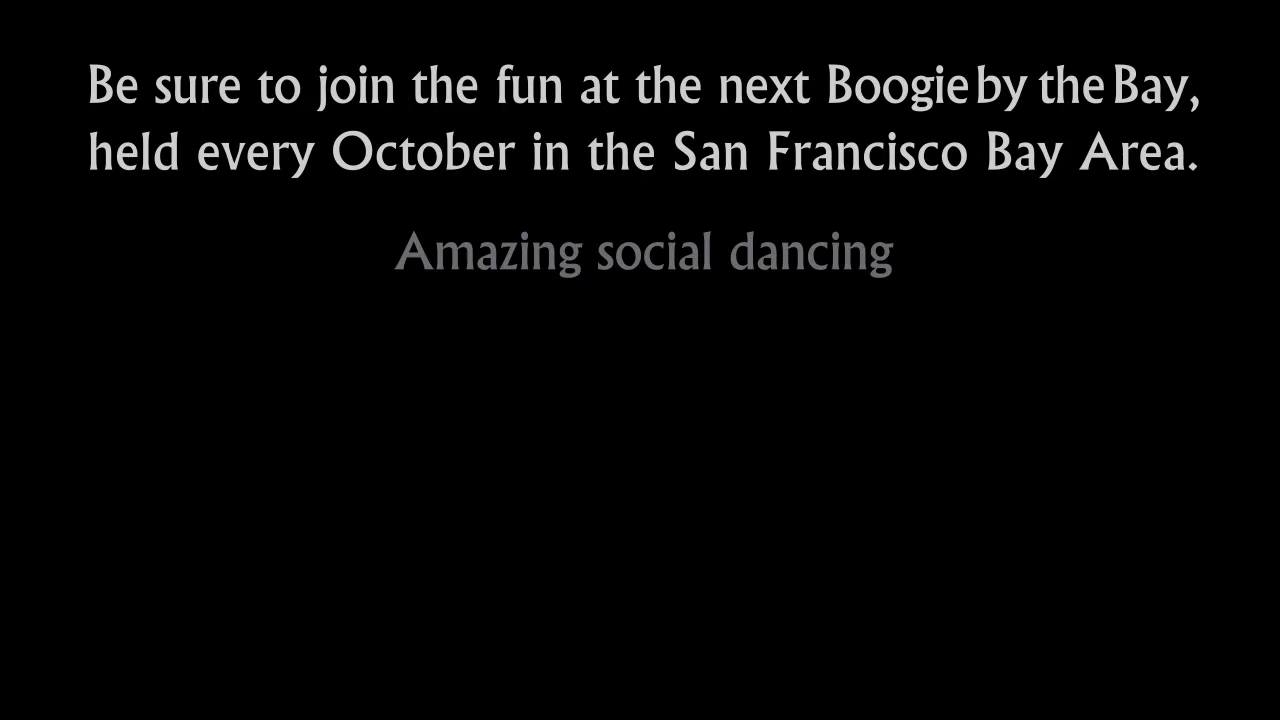 Be sure to join the fun at the next Boogie by the Bay,
held every October in the San Francisco Bay Area.
Amazing social dancing